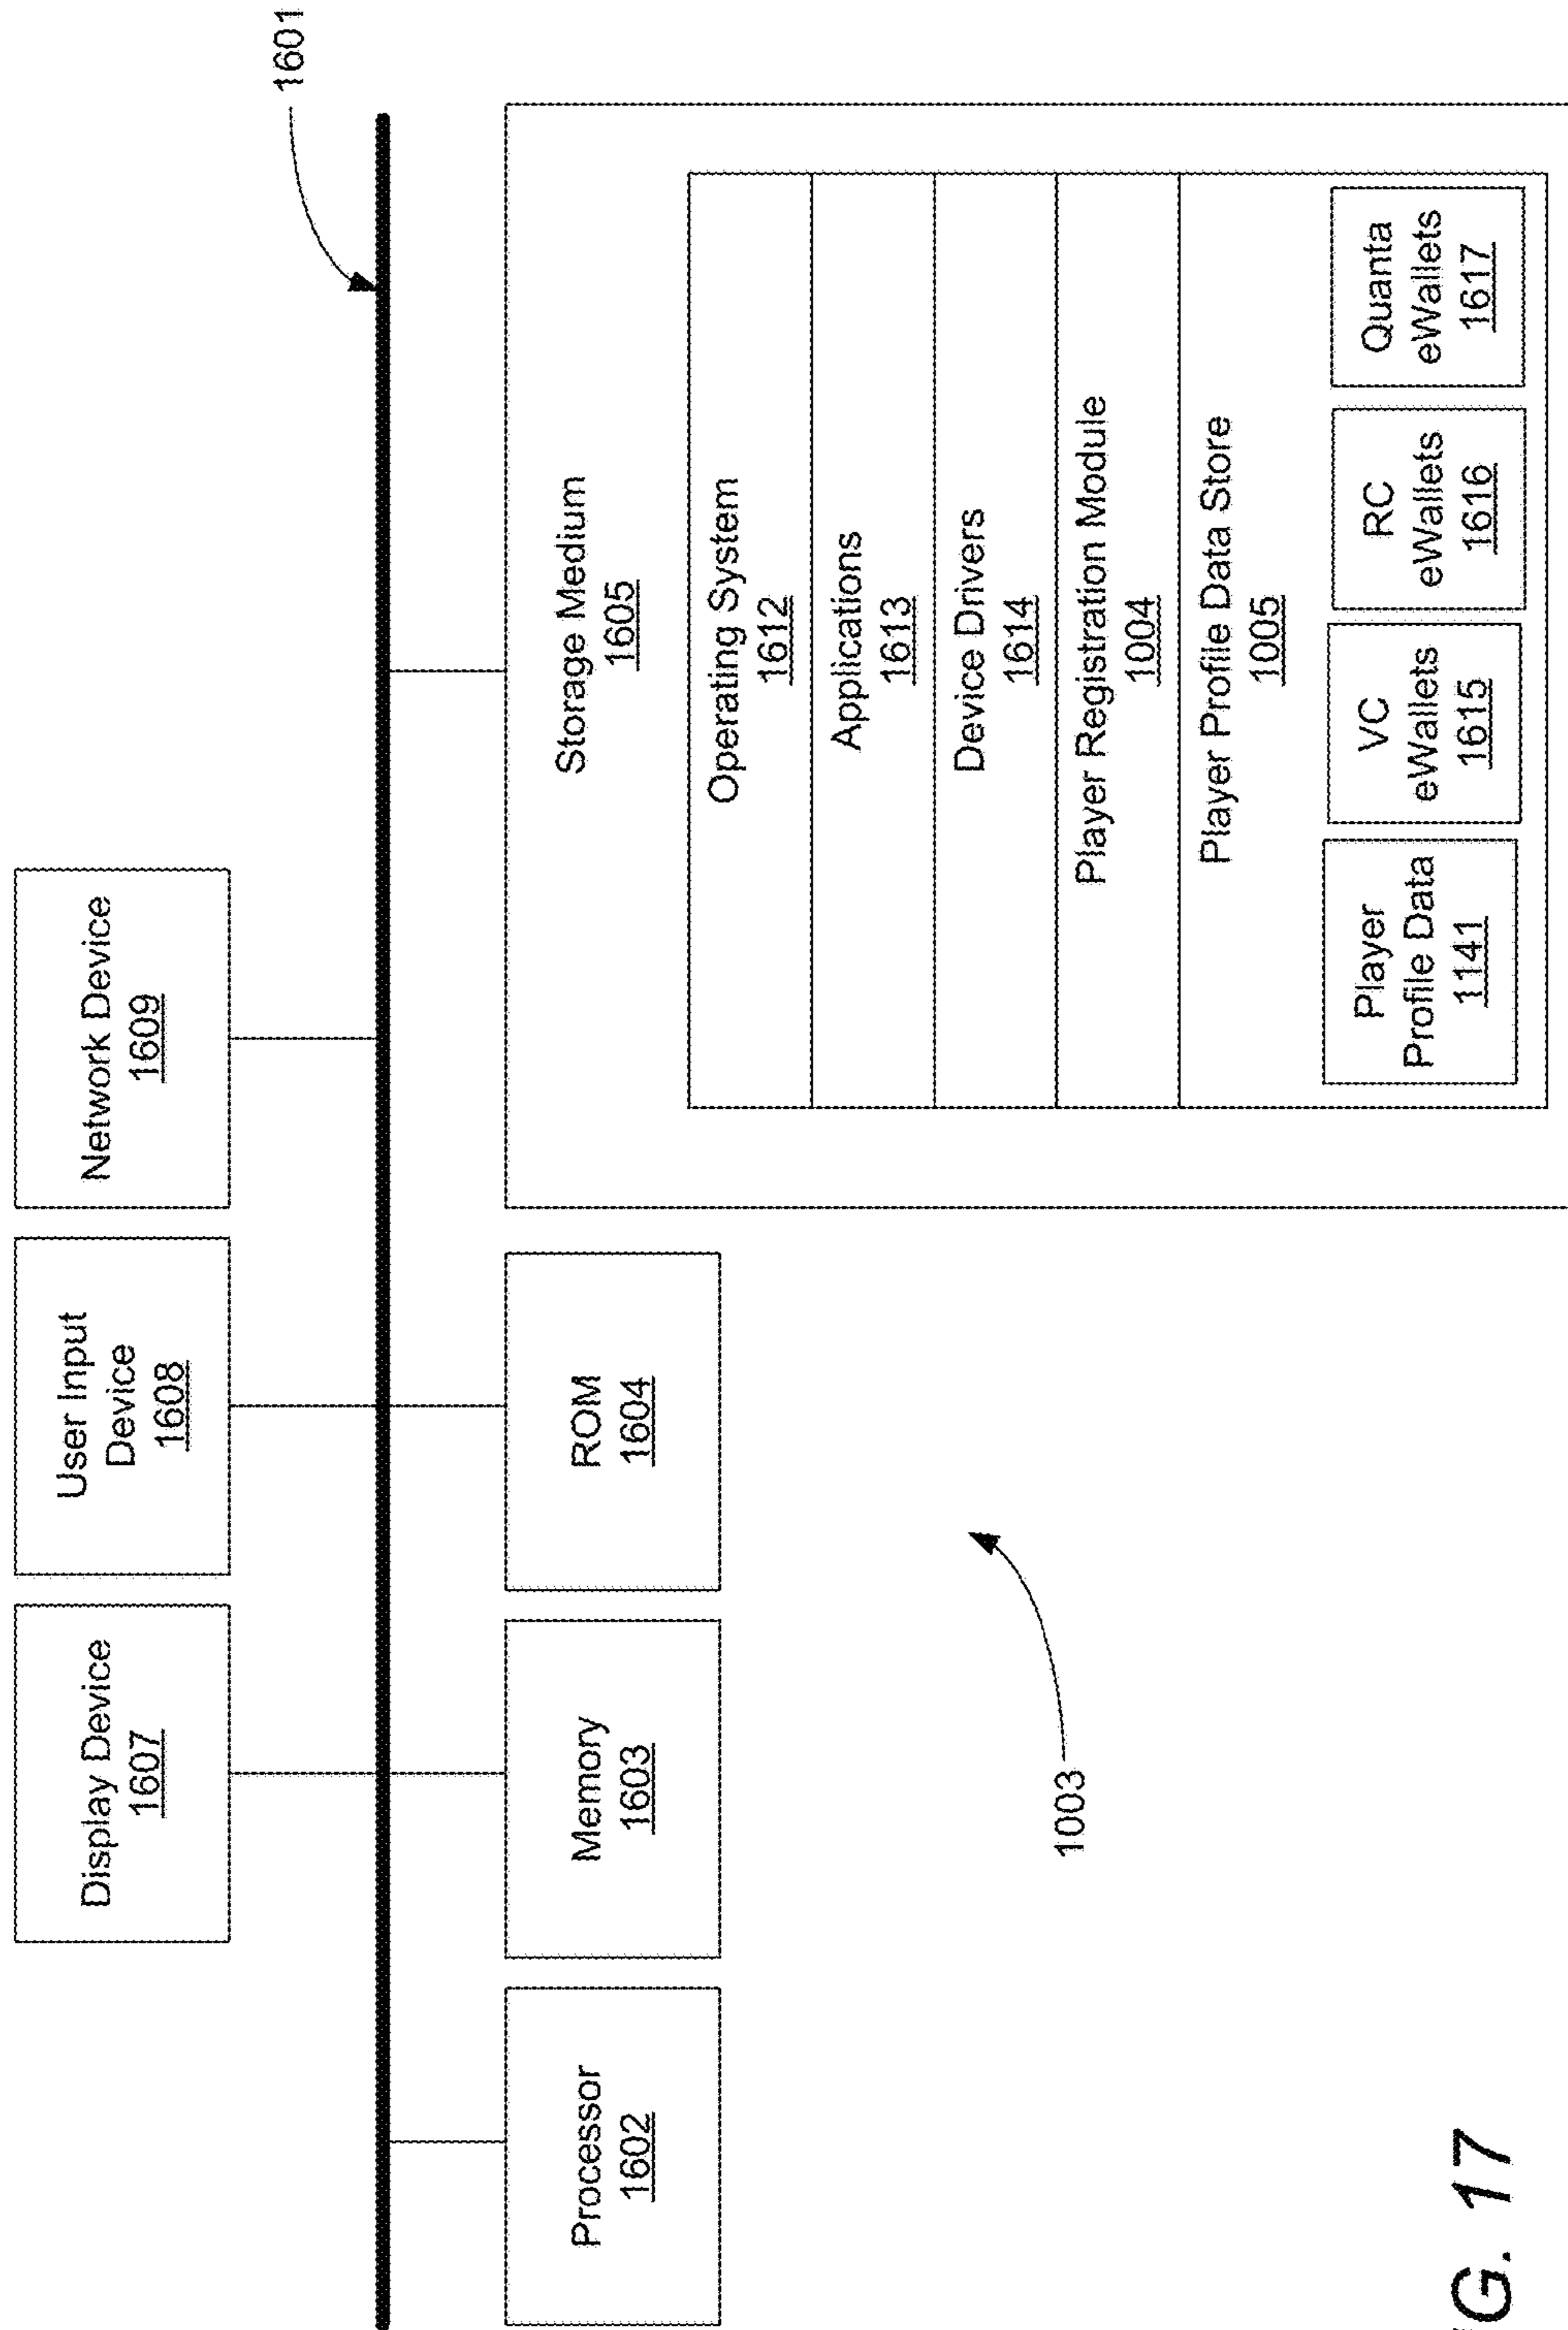 1601
Display Device
1607
User Input
Device
1608
Network Device
1609
Processor
1602
Memory
1603
ROM
1604
Storage Medium
1605
Operating System
1612
Applications
1613
Device Drivers
1614
Player Registration Module
1004
Player Profile Data Store
1005
Player
Profile Data
1141
VC
eWallets
1615
RC
eWallets
1616
Quanta
eWallets
1617
1003
G. 17